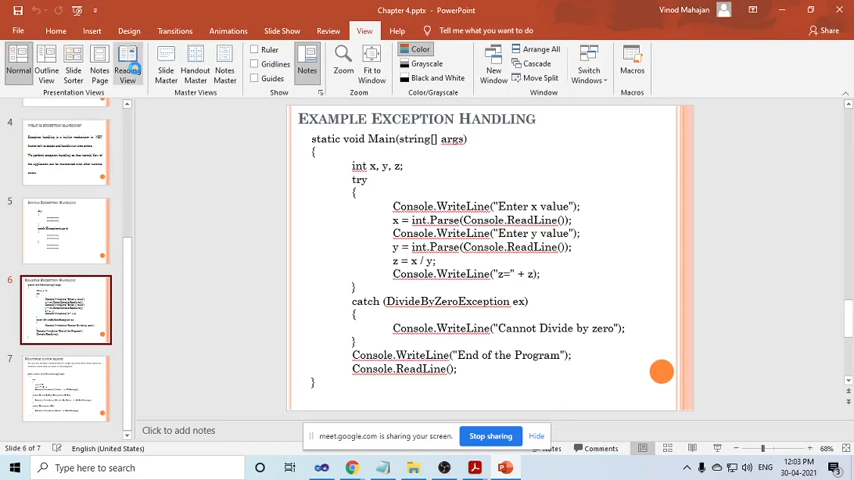 Chapter 4.pptx - PowerPoint
Vinod Mahajan
File Home Insert Design Transitions Animations Slide Show Review View Help Tell me what you want to do
Share
Normal Outline View Slide Sorter Notes Page Reading View
Presentation Views
Slide Master Handout Master Notes Master
Master Views
Ruler
Gridlines
Guides
Show
Notes
Zoom Fit to Window
Zoom
Color
Grayscale
Black and White
Color/Grayscale
New Window
Arrange All
Cascade
Move Split
Switch Windows
Window
Macros
Macros
4
5
6
7
EXAMPLE EXCEPTION HANDLING
static void Main(string[] args)
{
int x, y, z;
try
{
Console.WriteLine("Enter x value");
x = int.Parse(Console.ReadLine());
Console.WriteLine("Enter y value");
y = int.Parse(Console.ReadLine());
z = x / y;
Console.WriteLine("z=" + z);
}
catch (DivideByZeroException ex)
{
Console.WriteLine("Cannot Divide by zero");
}
Console.WriteLine("End of the Program");
Console.ReadLine();
}
Click to add notes
meet.google.com is sharing your screen. Stop sharing Hide
Slide 6 of 7 English (United States) Notes Comments 68%
Type here to search
ENG
12:03 PM
30-04-2021
3